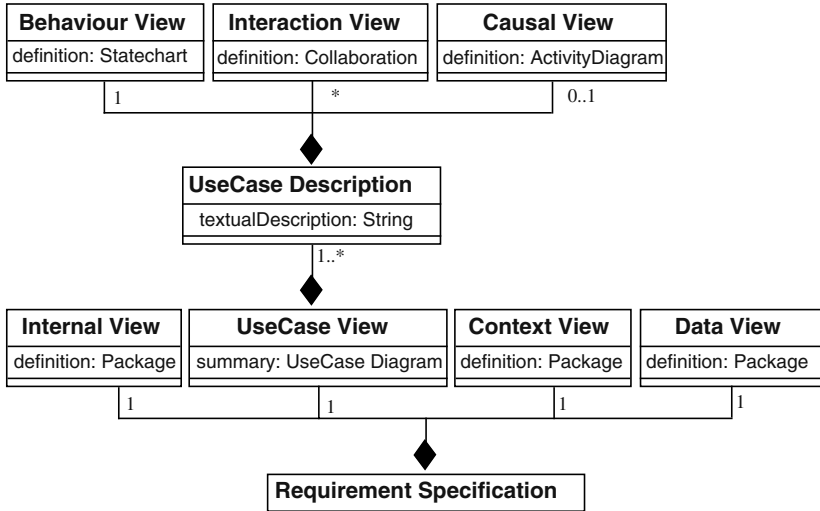 Behaviour View
definition: Statechart
Interaction View
definition: Collaboration
Causal View
definition: ActivityDiagram
1
*
0..1
UseCase Description
textualDescription: String
1..*
Internal View
definition: Package
UseCase View
summary: UseCase Diagram
Context View
definition: Package
Data View
definition: Package
1
1
1
1
Requirement Specification